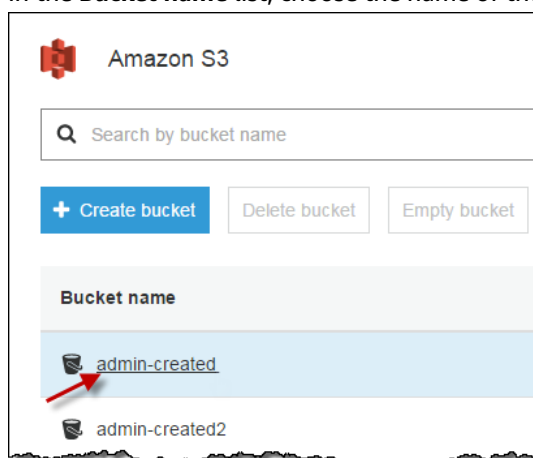 Amazon S3
Search by bucket name
Create bucket Delete bucket Empty bucket
Bucket name
admin-created
admin-created2